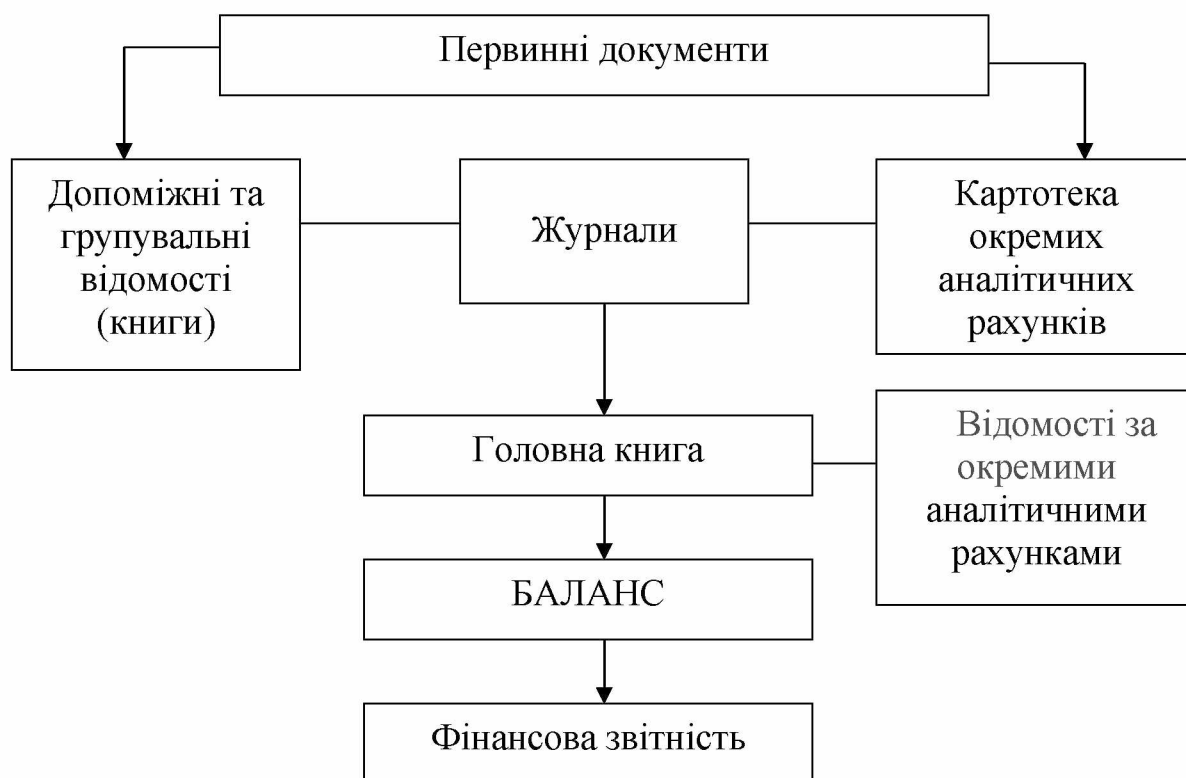 Первинні документи
Допоміжні та
групувальні
відомості
(книги)
Журнали
Картотека
окремих
аналітичних
рахунків
Головна книга
Відомості за
окремими
аналітичними
рахунками
БАЛАНС
Фінансова звітність